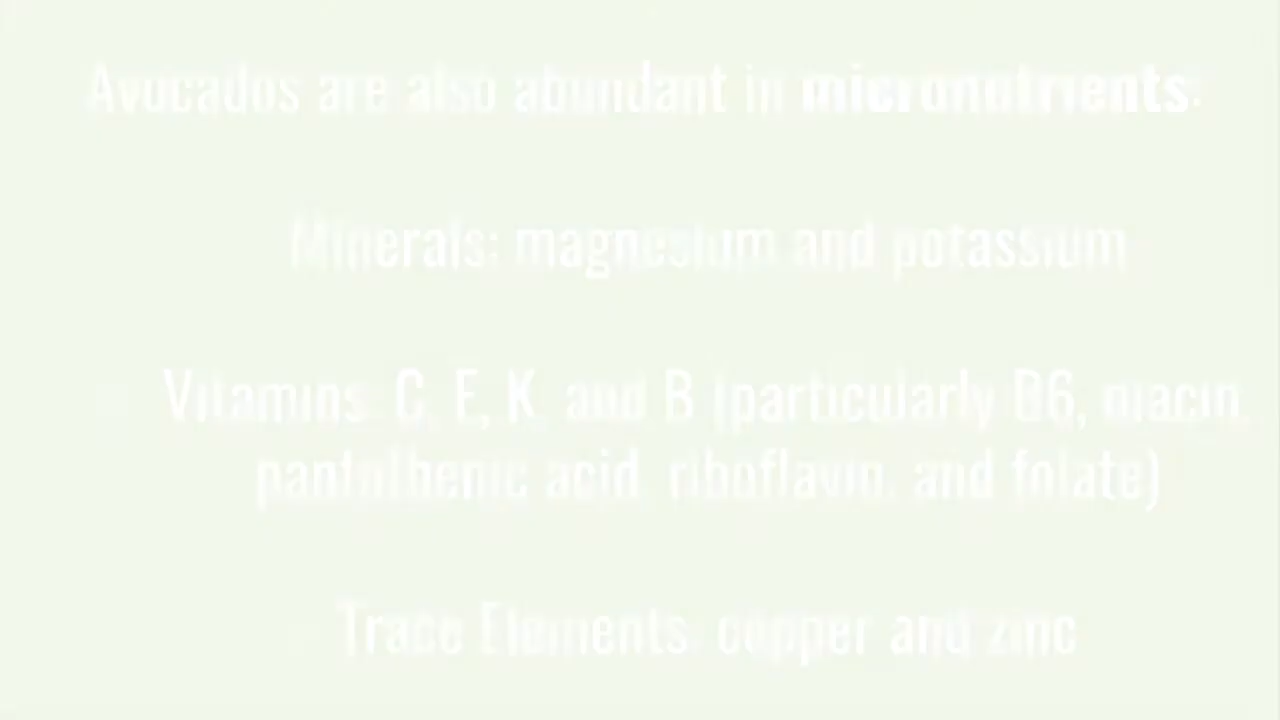 Avocados are also abundant in micronutrients:
Minerals: magnesium and potassium
Vitamins: C, E, K, and B (particularly B6, niacin,
pantothenic acid, riboflavin, and folate)
Trace Elements: copper and zinc